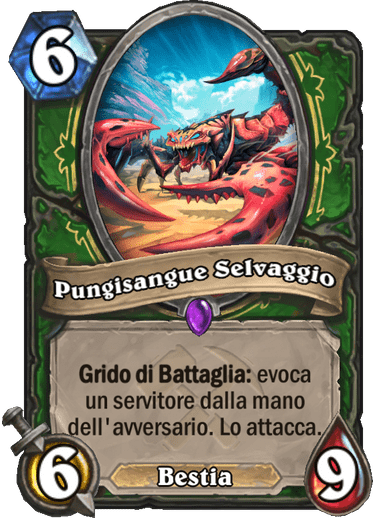 6
Pungisangue Selvaggio
Grido di Battaglia: evoca
un servitore dalla mano
dell'avversario. Lo attacca.
6
Bestia
9